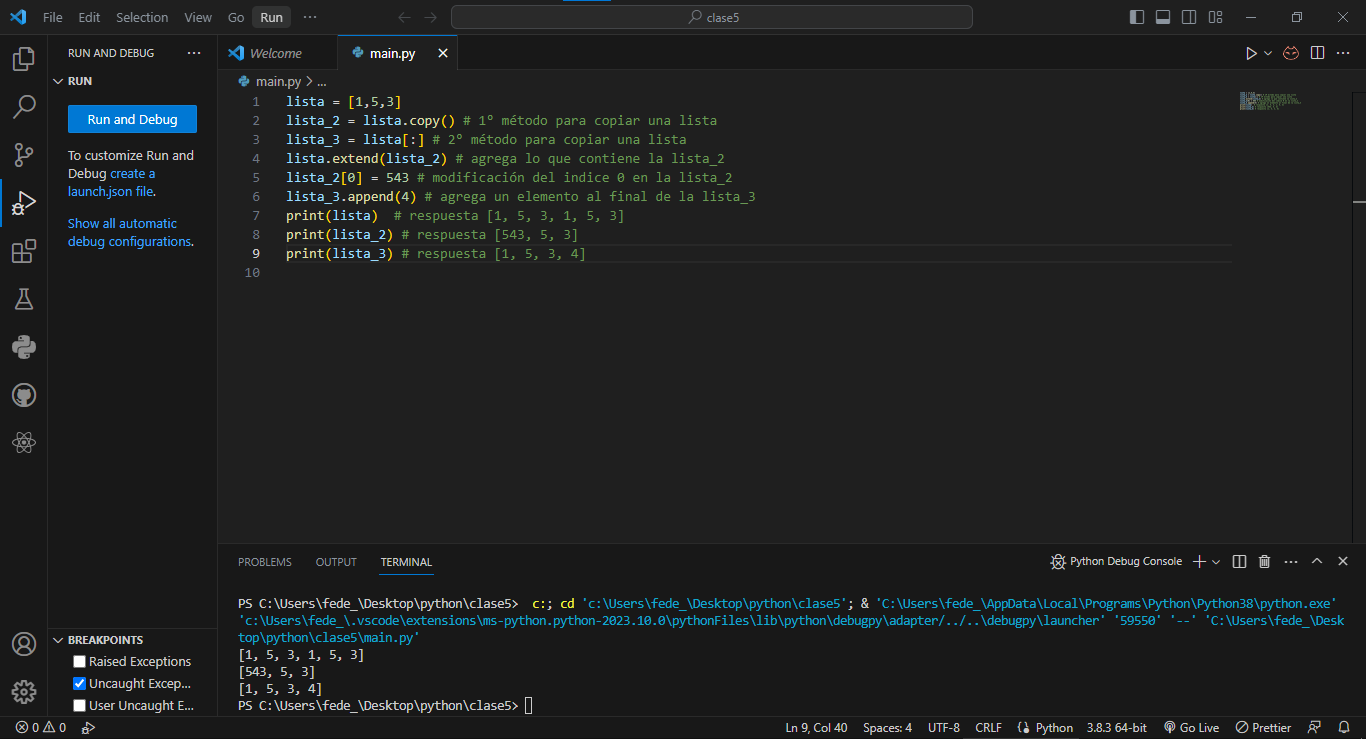 File Edit Selection View Go Run ··· clase5
RUN AND DEBUG ···
RUN
Run and Debug
To customize Run and
Debug create a
launch.json file.
Show all automatic
debug configurations.
BREAKPOINTS
Raised Exceptions
Uncaught Excep...
User Uncaught E...
Welcome main.py
main.py > ...
1 lista = [1,5,3]
2 lista_2 = lista.copy() # 1º método para copiar una lista
3 lista_3 = lista[:] # 2º método para copiar una lista
4 lista.extend(lista_2) # agrega lo que contiene la lista_2
5 lista_2[0] = 543 # modificación del indice 0 en la lista_2
6 lista_3.append(4) # agrega un elemento al final de la lista_3
7 print(lista)  # respuesta [1, 5, 3, 1, 5, 3]
8 print(lista_2) # respuesta [543, 5, 3]
9 print(lista_3) # respuesta [1, 5, 3, 4]
10
PROBLEMS OUTPUT TERMINAL Python Debug Console
PS C:\Users\fede_\Desktop\python\clase5>  c:; cd 'c:\Users\fede_\Desktop\python\clase5'; & 'C:\Users\fede_\AppData\Local\Programs\Python\Python38\python.exe'
'c:\Users\fede_\.vscode\extensions\ms-python.python-2023.10.0\pythonFiles\lib\python\debugpy\adapter/../..\debugpy\launcher' '59550' '--' 'C:\Users\fede_\Desk
top\python\clase5\main.py'
[1, 5, 3, 1, 5, 3]
[543, 5, 3]
[1, 5, 3, 4]
PS C:\Users\fede_\Desktop\python\clase5>
0 0 Ln 9, Col 40 Spaces: 4 UTF-8 CRLF Python 3.8.3 64-bit Go Live Prettier